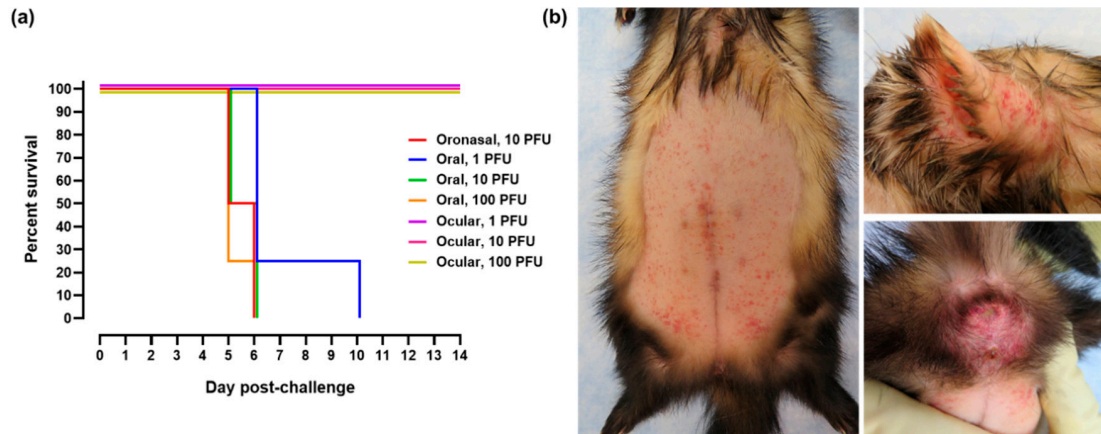 (a)
Percent survival
100
90
80
70
60
50
40
30
20
10
0
0 1 2 3 4 5 6 7 8 9 10 11 12 13 14
Day post-challenge
Oronasal, 10 PFU
Oral, 1 PFU
Oral, 10 PFU
Oral, 100 PFU
Ocular, 1 PFU
Ocular, 10 PFU
Ocular, 100 PFU
(b)